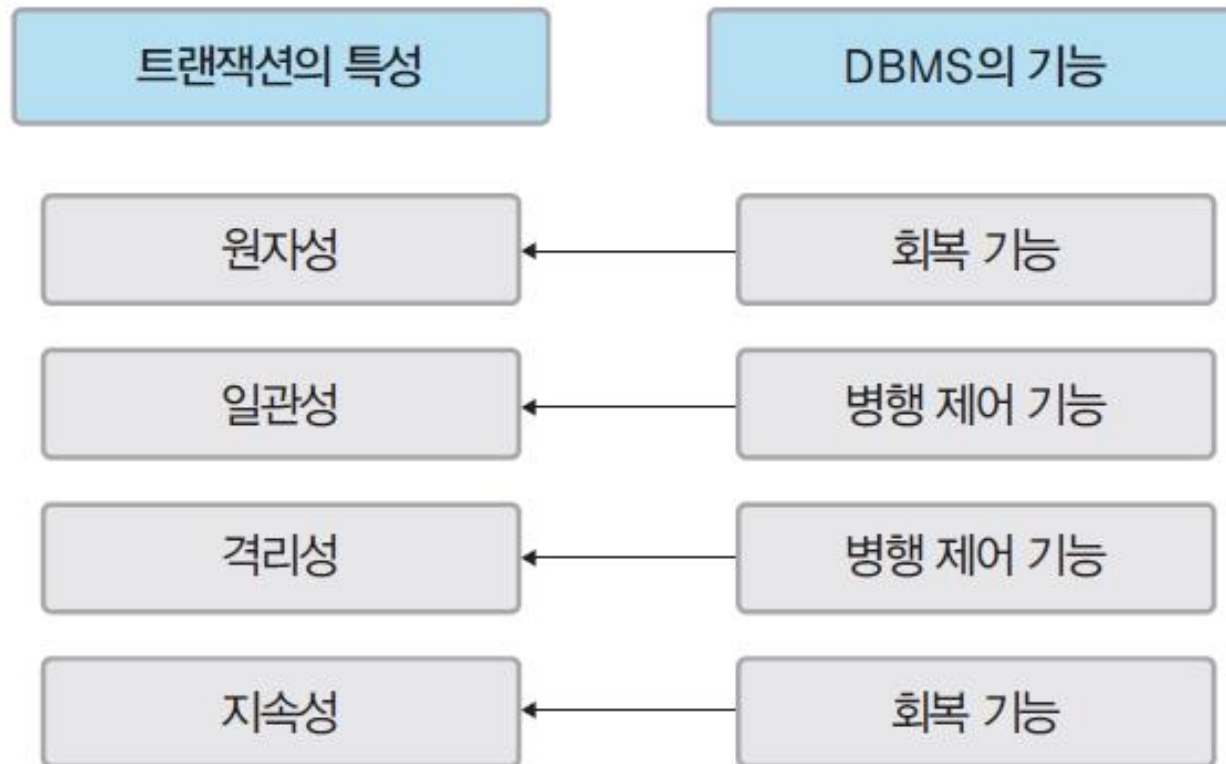 트랜잭션의 특성
DBMS의 기능
원자성
회복 기능
일관성
병행 제어 기능
격리성
병행 제어 기능
지속성
회복 기능